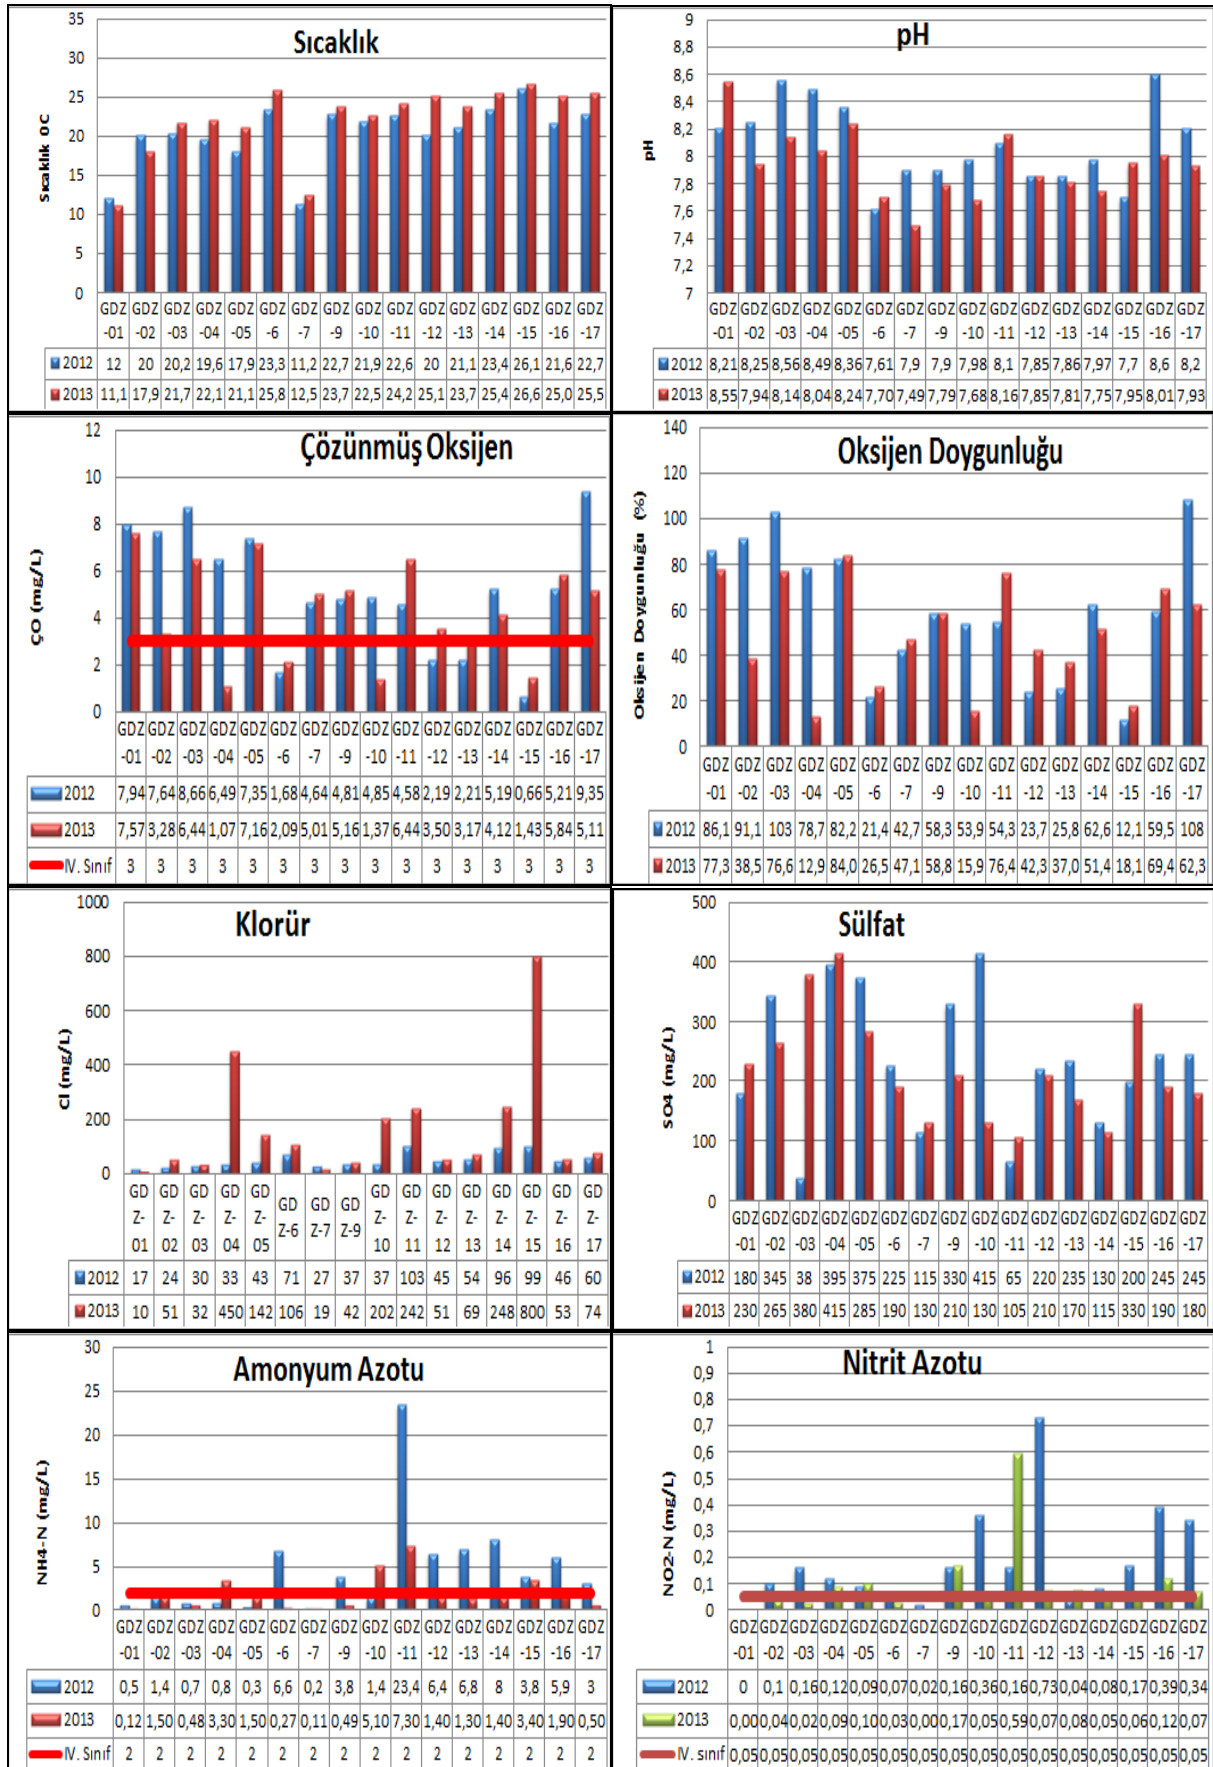 Sıcaklık
Sıcaklık 0C
35
30
25
20
15
10
5
0
GDZ -01 GDZ -02 GDZ -03 GDZ -04 GDZ -05 GDZ -6 GDZ -7 GDZ -9 GDZ -10 GDZ -11 GDZ -12 GDZ -13 GDZ -14 GDZ -15 GDZ -16 GDZ -17
2012 12 20 20,2 19,6 17,9 23,3 11,2 22,7 21,9 22,6 20 21,1 23,4 26,1 21,6 22,7
2013 11,1 17,9 21,7 22,1 21,1 25,8 12,5 23,7 22,5 24,2 25,1 23,7 25,4 26,6 25,0 25,5
pH
pH
9
8,8
8,6
8,4
8,2
8
7,8
7,6
7,4
7,2
7
GDZ -01 GDZ -02 GDZ -03 GDZ -04 GDZ -05 GDZ -6 GDZ -7 GDZ -9 GDZ -10 GDZ -11 GDZ -12 GDZ -13 GDZ -14 GDZ -15 GDZ -16 GDZ -17
2012 8,21 8,25 8,56 8,49 8,36 7,61 7,9 7,9 7,98 8,1 7,85 7,86 7,97 7,7 8,6 8,2
2013 8,55 7,94 8,14 8,04 8,24 7,70 7,49 7,79 7,68 8,16 7,85 7,81 7,75 7,95 8,01 7,93
Çözünmüş Oksijen
ÇO (mg/L)
12
10
8
6
4
2
0
GDZ -01 GDZ -02 GDZ -03 GDZ -04 GDZ -05 GDZ -6 GDZ -7 GDZ -9 GDZ -10 GDZ -11 GDZ -12 GDZ -13 GDZ -14 GDZ -15 GDZ -16 GDZ -17
2012 7,94 7,64 8,66 6,49 7,35 1,68 4,64 4,81 4,85 4,58 2,19 2,21 5,19 0,66 5,21 9,35
2013 7,57 3,28 6,44 1,07 7,16 2,09 5,01 5,16 1,37 6,44 3,50 3,17 4,12 1,43 5,84 5,11
IV. Sınıf 3 3 3 3 3 3 3 3 3 3 3 3 3 3 3 3
Oksijen Doygunluğu
Oksijen Doygunluğu (%)
140
120
100
80
60
40
20
0
GDZ -01 GDZ -02 GDZ -03 GDZ -04 GDZ -05 GDZ -6 GDZ -7 GDZ -9 GDZ -10 GDZ -11 GDZ -12 GDZ -13 GDZ -14 GDZ -15 GDZ -16 GDZ -17
2012 86,1 91,1 103 78,7 82,2 21,4 42,7 58,3 53,9 54,3 23,7 25,8 62,6 12,1 59,5 108
2013 77,3 38,5 76,6 12,9 84,0 26,5 47,1 58,8 15,9 76,4 42,3 37,0 51,4 18,1 69,4 62,3
Klorür
Cl (mg/L)
1000
800
600
400
200
0
GDZ-01 GDZ-02 GDZ-03 GDZ-04 GDZ-05 GDZ-6 GDZ-7 GDZ-9 GDZ-10 GDZ-11 GDZ-12 GDZ-13 GDZ-14 GDZ-15 GDZ-16 GDZ-17
2012 17 24 30 33 43 71 27 37 37 103 45 54 96 99 46 60
2013 10 51 32 450 142 106 19 42 202 242 51 69 248 800 53 74
Sülfat
SO4 (mg/L)
500
400
300
200
100
0
GDZ -01 GDZ -02 GDZ -03 GDZ -04 GDZ -05 GDZ -6 GDZ -7 GDZ -9 GDZ -10 GDZ -11 GDZ -12 GDZ -13 GDZ -14 GDZ -15 GDZ -16 GDZ -17
2012 180 345 38 395 375 225 115 330 415 65 220 235 130 200 245 245
2013 230 265 380 415 285 190 130 210 130 105 210 170 115 330 190 180
Amonyum Azotu
NH4-N (mg/L)
30
25
20
15
10
5
0
GDZ -01 GDZ -02 GDZ -03 GDZ -04 GDZ -05 GDZ -6 GDZ -7 GDZ -9 GDZ -10 GDZ -11 GDZ -12 GDZ -13 GDZ -14 GDZ -15 GDZ -16 GDZ -17
2012 0,5 1,4 0,7 0,8 0,3 6,6 0,2 3,8 1,4 23,4 6,4 6,8 8 3,8 5,9 3
2013 0,12 1,50 0,48 3,30 1,50 0,27 0,11 0,49 5,10 7,30 1,40 1,30 1,40 3,40 1,90 0,50
IV. Sınıf 2 2 2 2 2 2 2 2 2 2 2 2 2 2 2 2
Nitrit Azotu
NO2-N (mg/L)
1
0,9
0,8
0,7
0,6
0,5
0,4
0,3
0,2
0,1
0
GDZ -01 GDZ -02 GDZ -03 GDZ -04 GDZ -05 GDZ -6 GDZ -7 GDZ -9 GDZ -10 GDZ -11 GDZ -12 GDZ -13 GDZ -14 GDZ -15 GDZ -16 GDZ -17
2012 0 0,1 0,16 0,12 0,09 0,07 0,02 0,16 0,36 0,16 0,73 0,04 0,08 0,17 0,39 0,34
2013 0,00 0,04 0,02 0,09 0,10 0,03 0,00 0,17 0,05 0,59 0,07 0,08 0,05 0,06 0,12 0,07
IV. sınıf 0,05 0,05 0,05 0,05 0,05 0,05 0,05 0,05 0,05 0,05 0,05 0,05 0,05 0,05 0,05 0,05